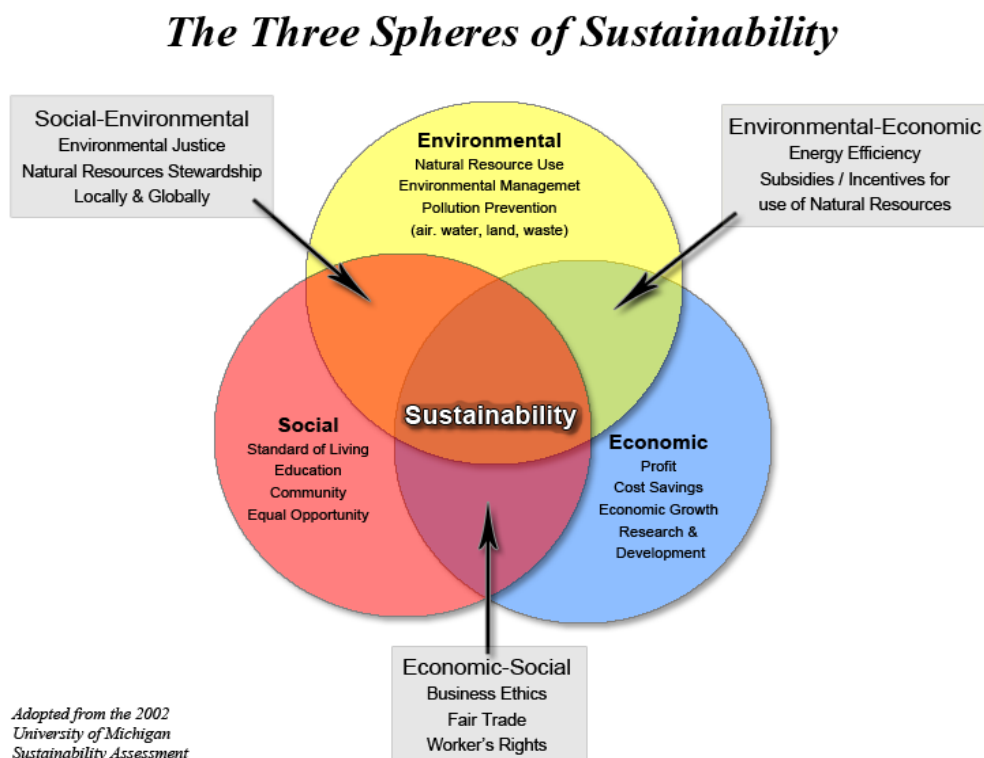 The Three Spheres of Sustainability
Social-Environmental
Environmental Justice
Natural Resources Stewardship
Locally & Globally
Environmental
Natural Resource Use
Environmental Managemet
Pollution Prevention
(air. water, land, waste)
Environmental-Economic
Energy Efficiency
Subsidies / Incentives for
use of Natural Resources
Sustainability
Social
Standard of Living
Education
Community
Equal Opportunity
Economic
Profit
Cost Savings
Economic Growth
Research &
Development
Economic-Social
Business Ethics
Fair Trade
Worker's Rights
Adopted from the 2002
University of Michigan
Sustainability Assessment